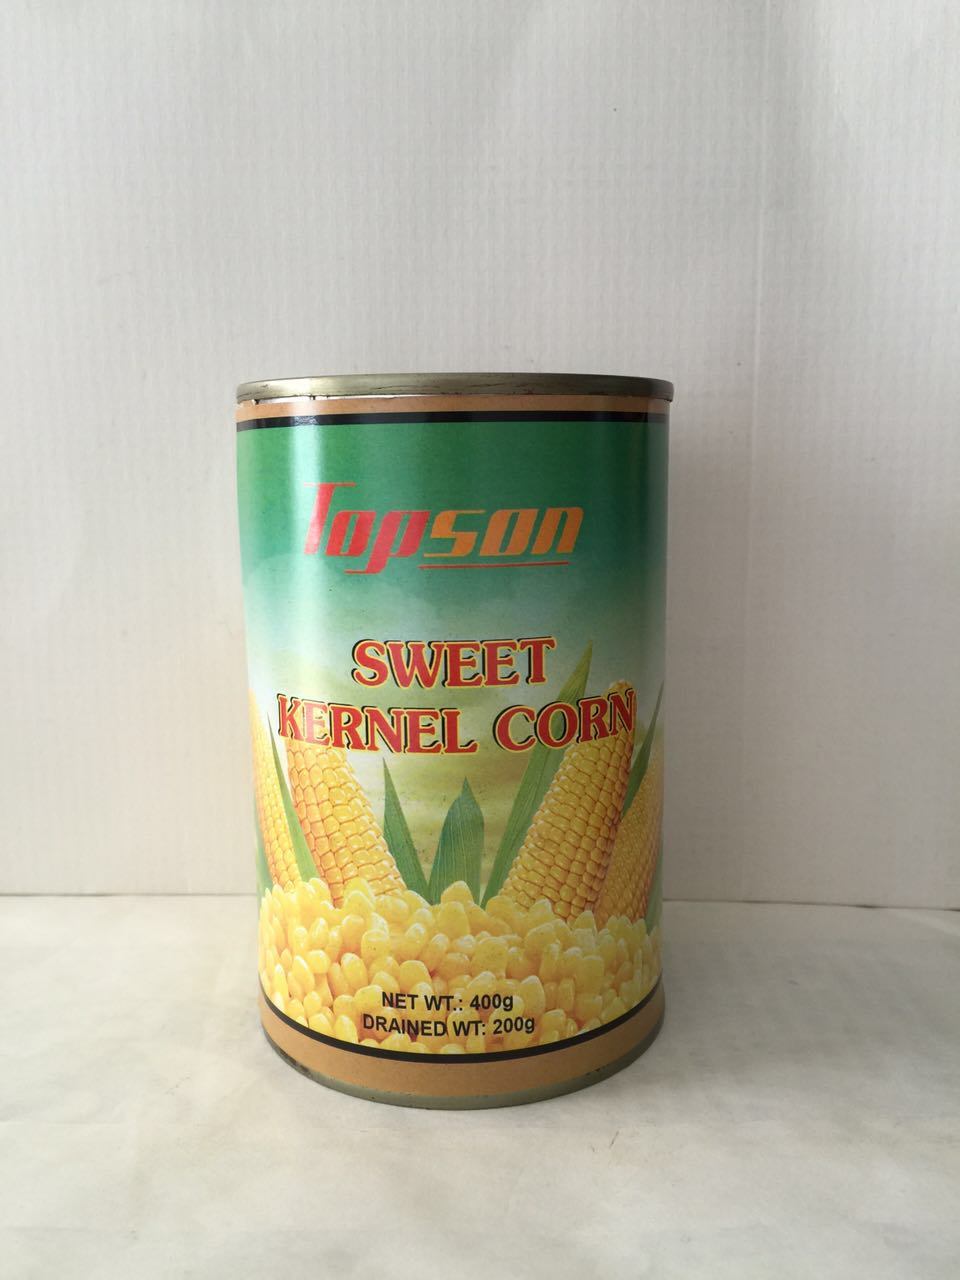 Topson
SWEET
KERNEL CORN
NET WT.: 400g
DRAINED WT: 200g